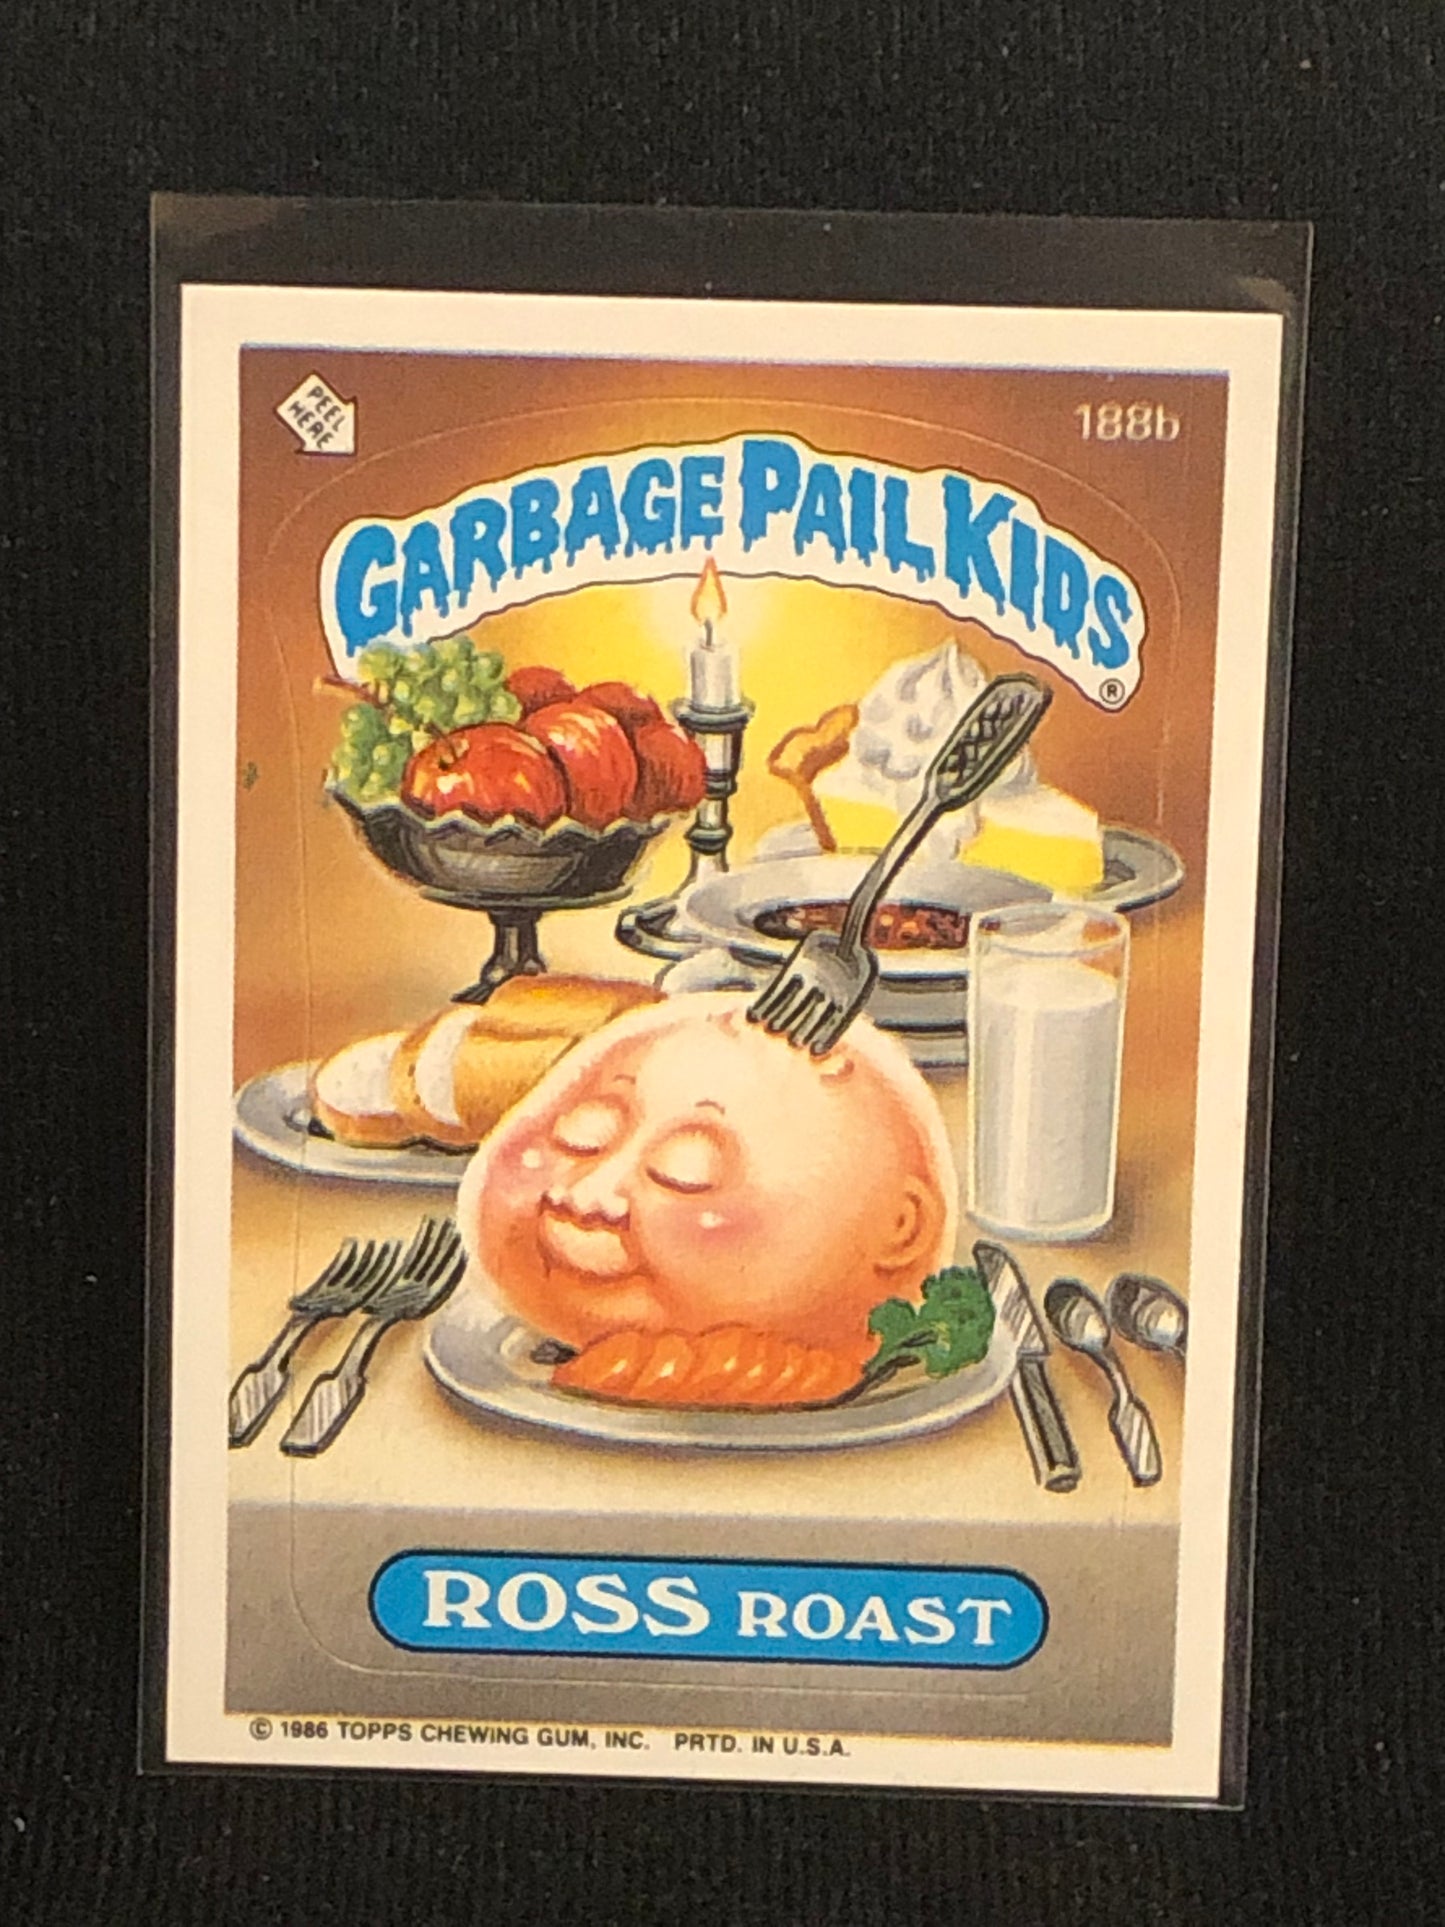 PEEL
HERE
188b
GARBAGE PAIL KIDS
®
ROSS ROAST
© 1986 TOPPS CHEWING GUM, INC. PRTD. IN U.S.A.